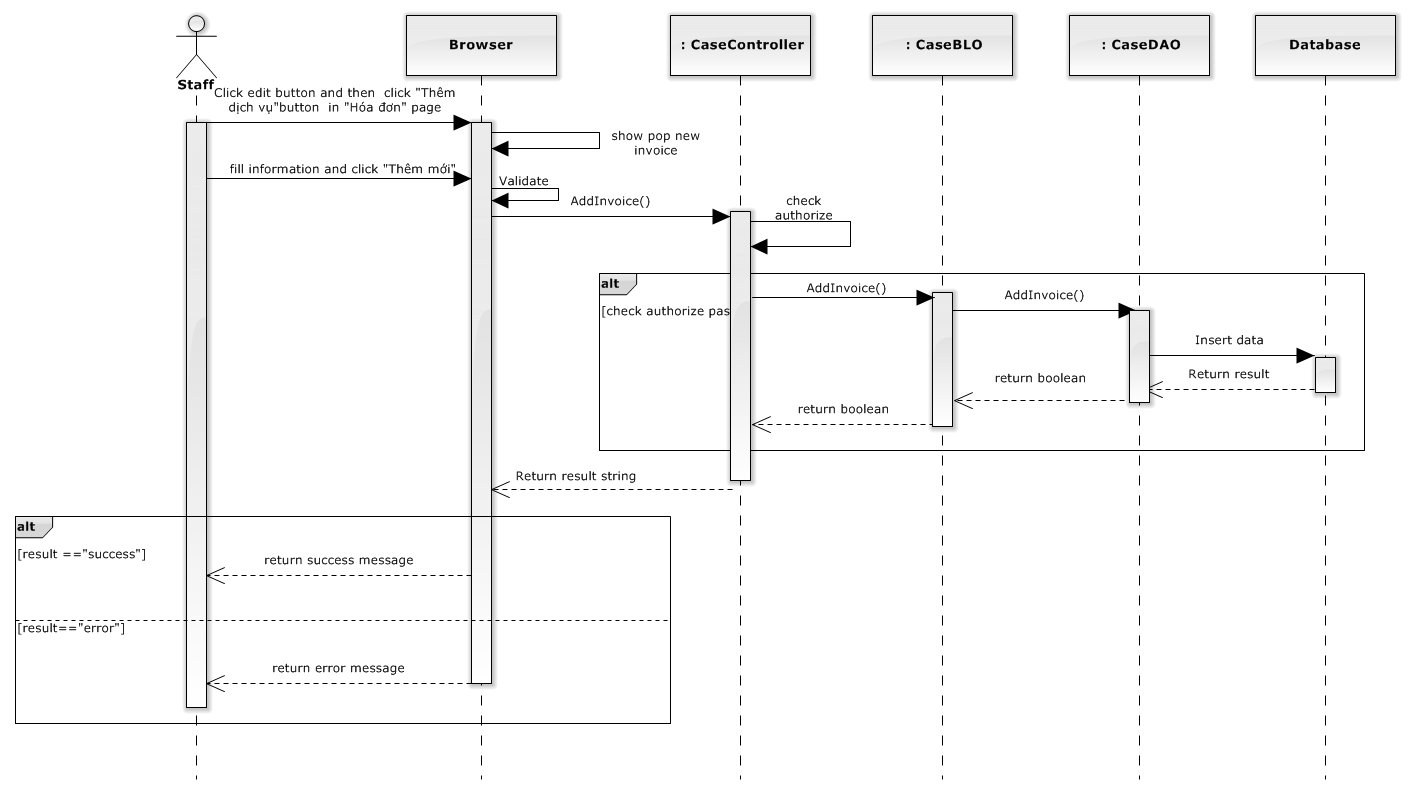 Staff
Browser
: CaseController
: CaseBLO
: CaseDAO
Database
Click edit button and then  click "Thêm
dịch vụ"button  in "Hóa đơn" page
show pop new
invoice
fill information and click "Thêm mới"
Validate
AddInvoice()
check
authorize
alt
[check authorize pas
AddInvoice()
AddInvoice()
Insert data
Return result
return boolean
return boolean
Return result string
alt
[result =="success"]
return success message
[result=="error"]
return error message